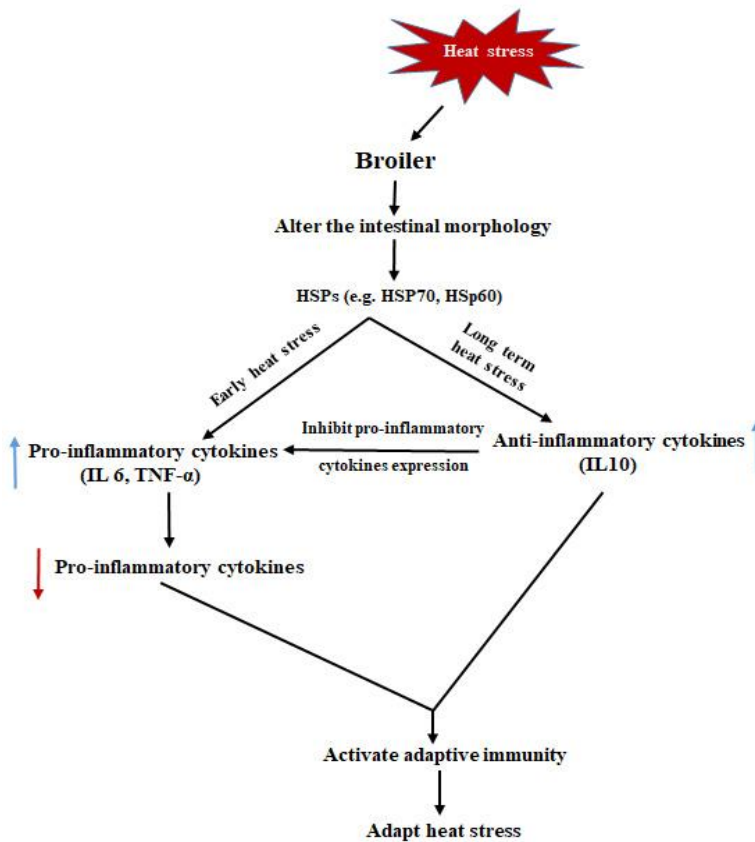 Heat stress
Broiler
Alter the intestinal morphology
HSPs (e.g. HSP70, HSp60)
Early heat stress
Long term
heat stress
Pro-inflammatory cytokines
(IL 6, TNF-α)
Inhibit pro-inflammatory
cytokines expression
Anti-inflammatory cytokines
(IL10)
Pro-inflammatory cytokines
Activate adaptive immunity
Adapt heat stress